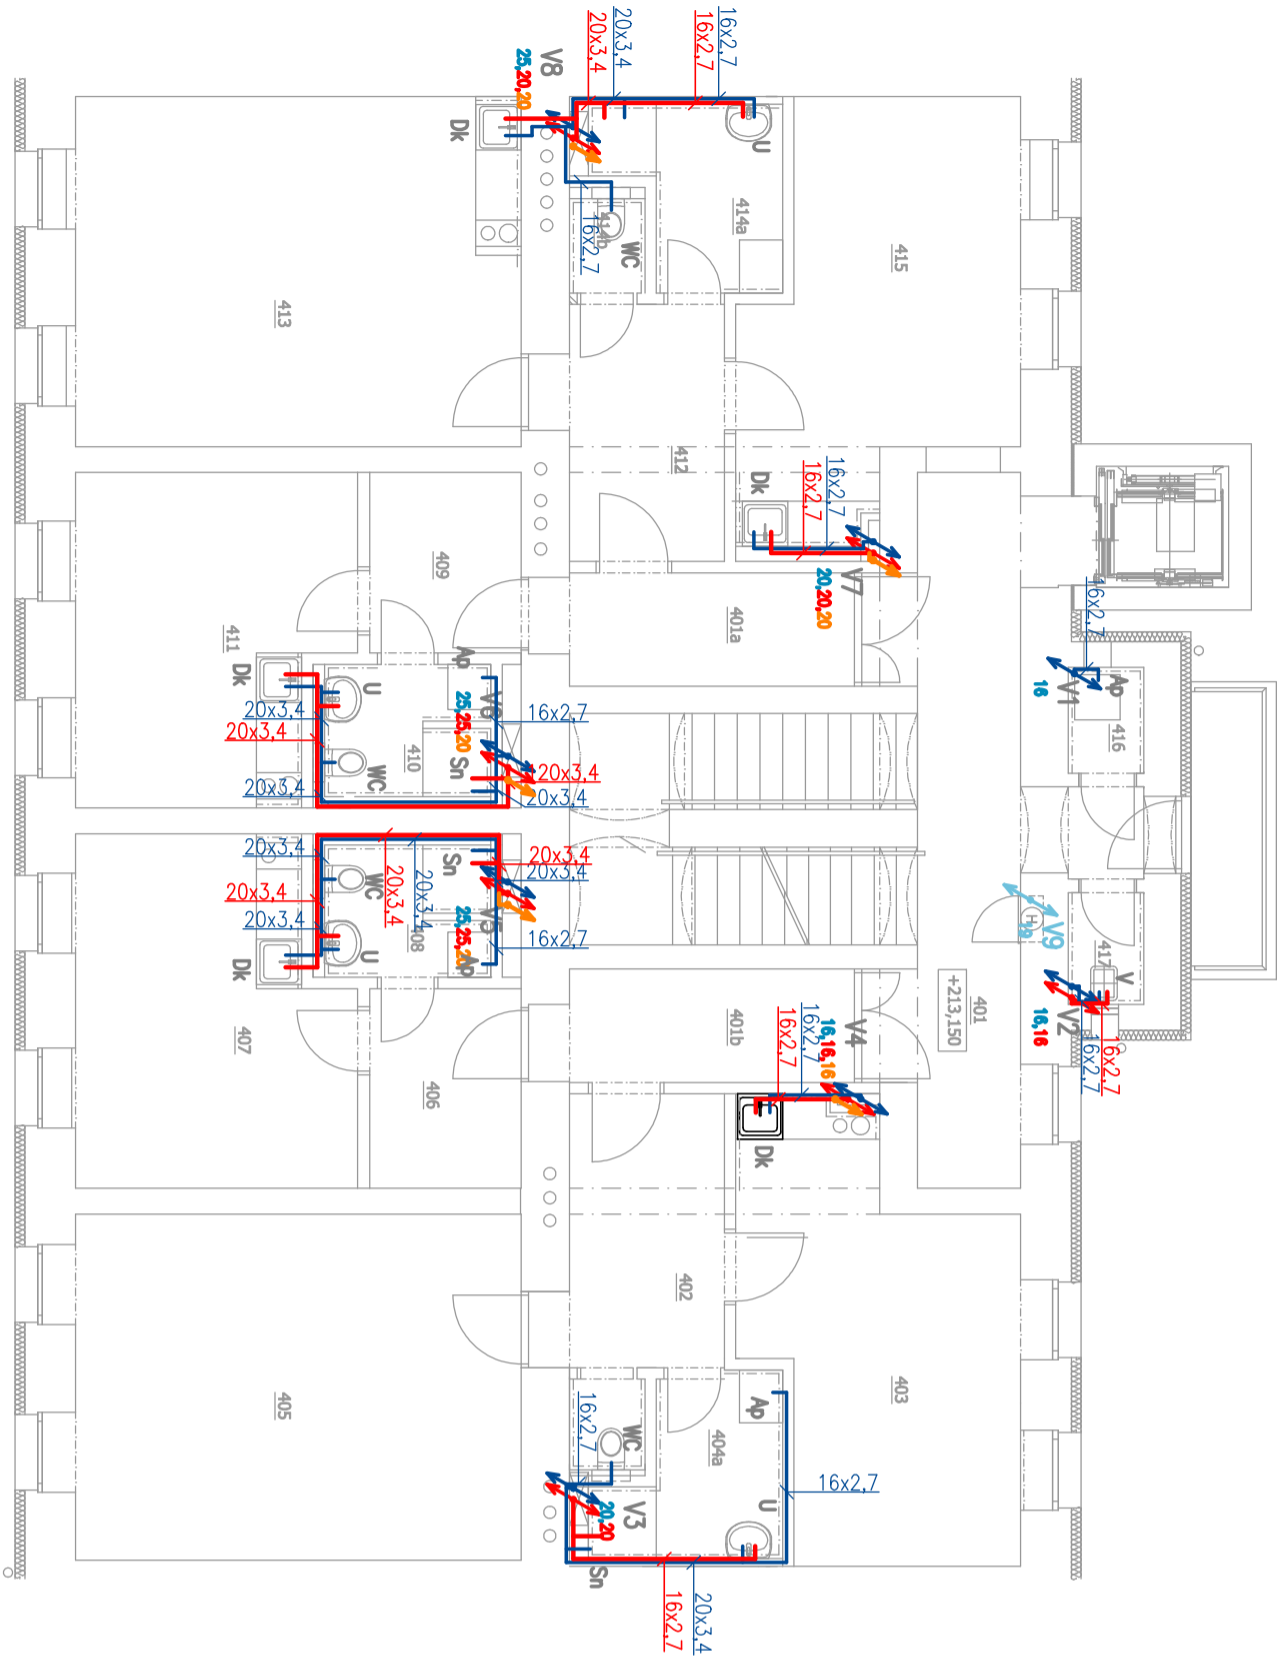 20x3,4
20x3,4
16x2,7
16x2,7
V8
25,20,20
Dk
U
414a
WC
16x2,7
415
413
412
Dk
16x2,7
16x2,7
V7
20,20,20
409
401a
411
Dk
U
Ap
V6
25,25,20
16x2,7
20x3,4
20x3,4
410
Sn
WC
20x3,4
20x3,4
20x3,4
16x2,7
V1
Ap
16
416
20x3,4
20x3,4
20x3,4
Sn
WC
20x3,4
20x3,4
20x3,4
20x3,4
V5
25,25,20
408
U
Ap
16x2,7
Dk
H9
V9
417
V
V2
16,16
16x2,7
16x2,7
401
+213,150
407
406
401b
16x2,7
16x2,7
16,16,16
V4
Dk
402
403
405
Ap
404a
WC
16x2,7
16x2,7
U
V3
20,20
Sn
16x2,7
20x3,4